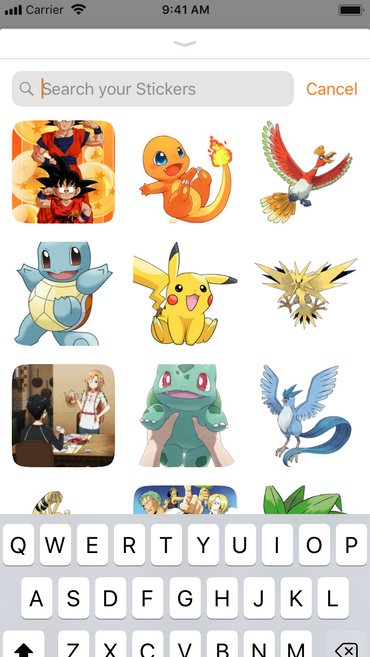 Carrier 9:41 AM
Search your Stickers Cancel
Q W E R T Y U I O P
A S D F G H J K L
Z X C V B N M